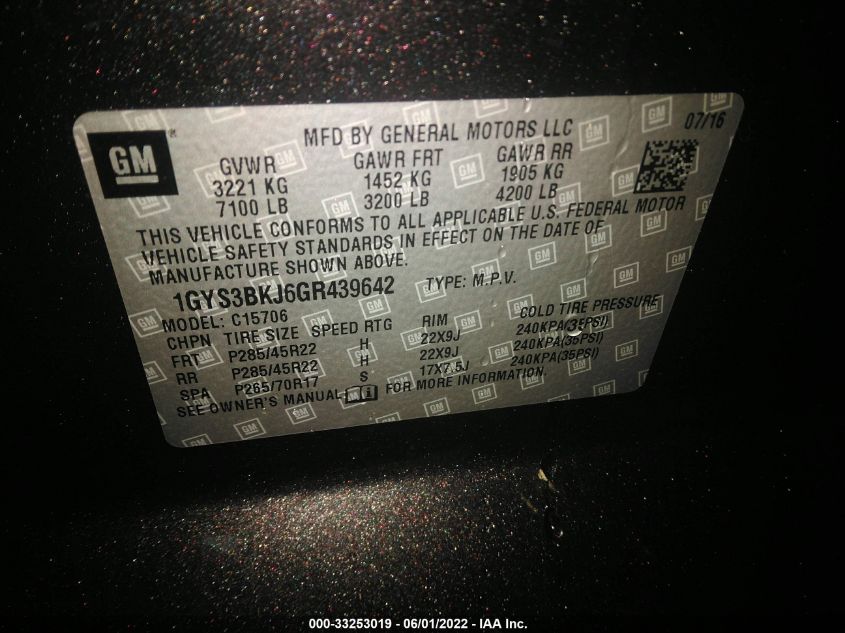 MFD BY GENERAL MOTORS LLC 07/16
GM
GVWR GAWR FRT GAWR RR
3221 KG 1452 KG 1905 KG
7100 LB 3200 LB 4200 LB
THIS VEHICLE CONFORMS TO ALL APPLICABLE U.S. FEDERAL MOTOR
VEHICLE SAFETY STANDARDS IN EFFECT ON THE DATE OF
MANUFACTURE SHOWN ABOVE.
1GYS3BKJ6GR439642 TYPE: M.P.V.
MODEL: C15706
CHPN TIRE SIZE SPEED RTG RIM COLD TIRE PRESSURE
FRT P285/45R22 H 22X9J 240KPA(35PSI)
RR P285/45R22 H 22X9J 240KPA(35PSI)
SPA P265/70R17 S 17X7.5J 240KPA(35PSI)
SEE OWNER'S MANUAL FOR MORE INFORMATION.
000-33253019 - 06/01/2022 - IAA Inc.